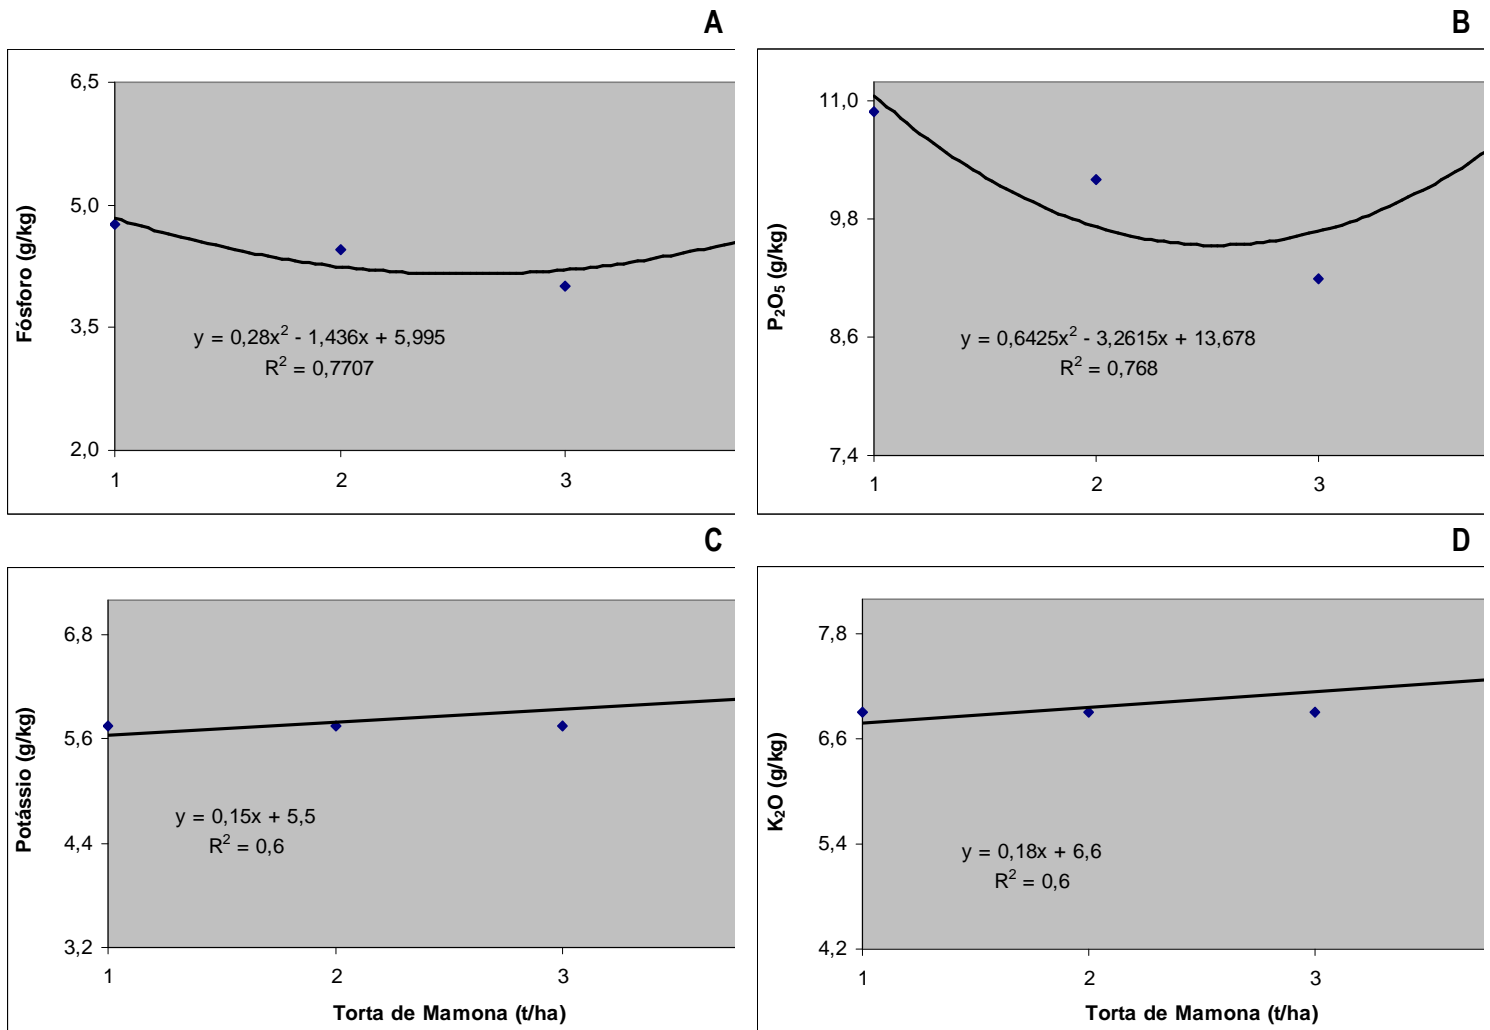 A
6,5
5,0
3,5
2,0
Fósforo (g/kg)
y = 0,28x² - 1,436x + 5,995
R² = 0,7707
1 2 3
B
11,0
9,8
8,6
7,4
P₂O₅ (g/kg)
y = 0,6425x² - 3,2615x + 13,678
R² = 0,768
1 2 3
C
6,8
5,6
4,4
3,2
Potássio (g/kg)
y = 0,15x + 5,5
R² = 0,6
1 2 3
Torta de Mamona (t/ha)
D
7,8
6,6
5,4
4,2
K₂O (g/kg)
y = 0,18x + 6,6
R² = 0,6
1 2 3
Torta de Mamona (t/ha)